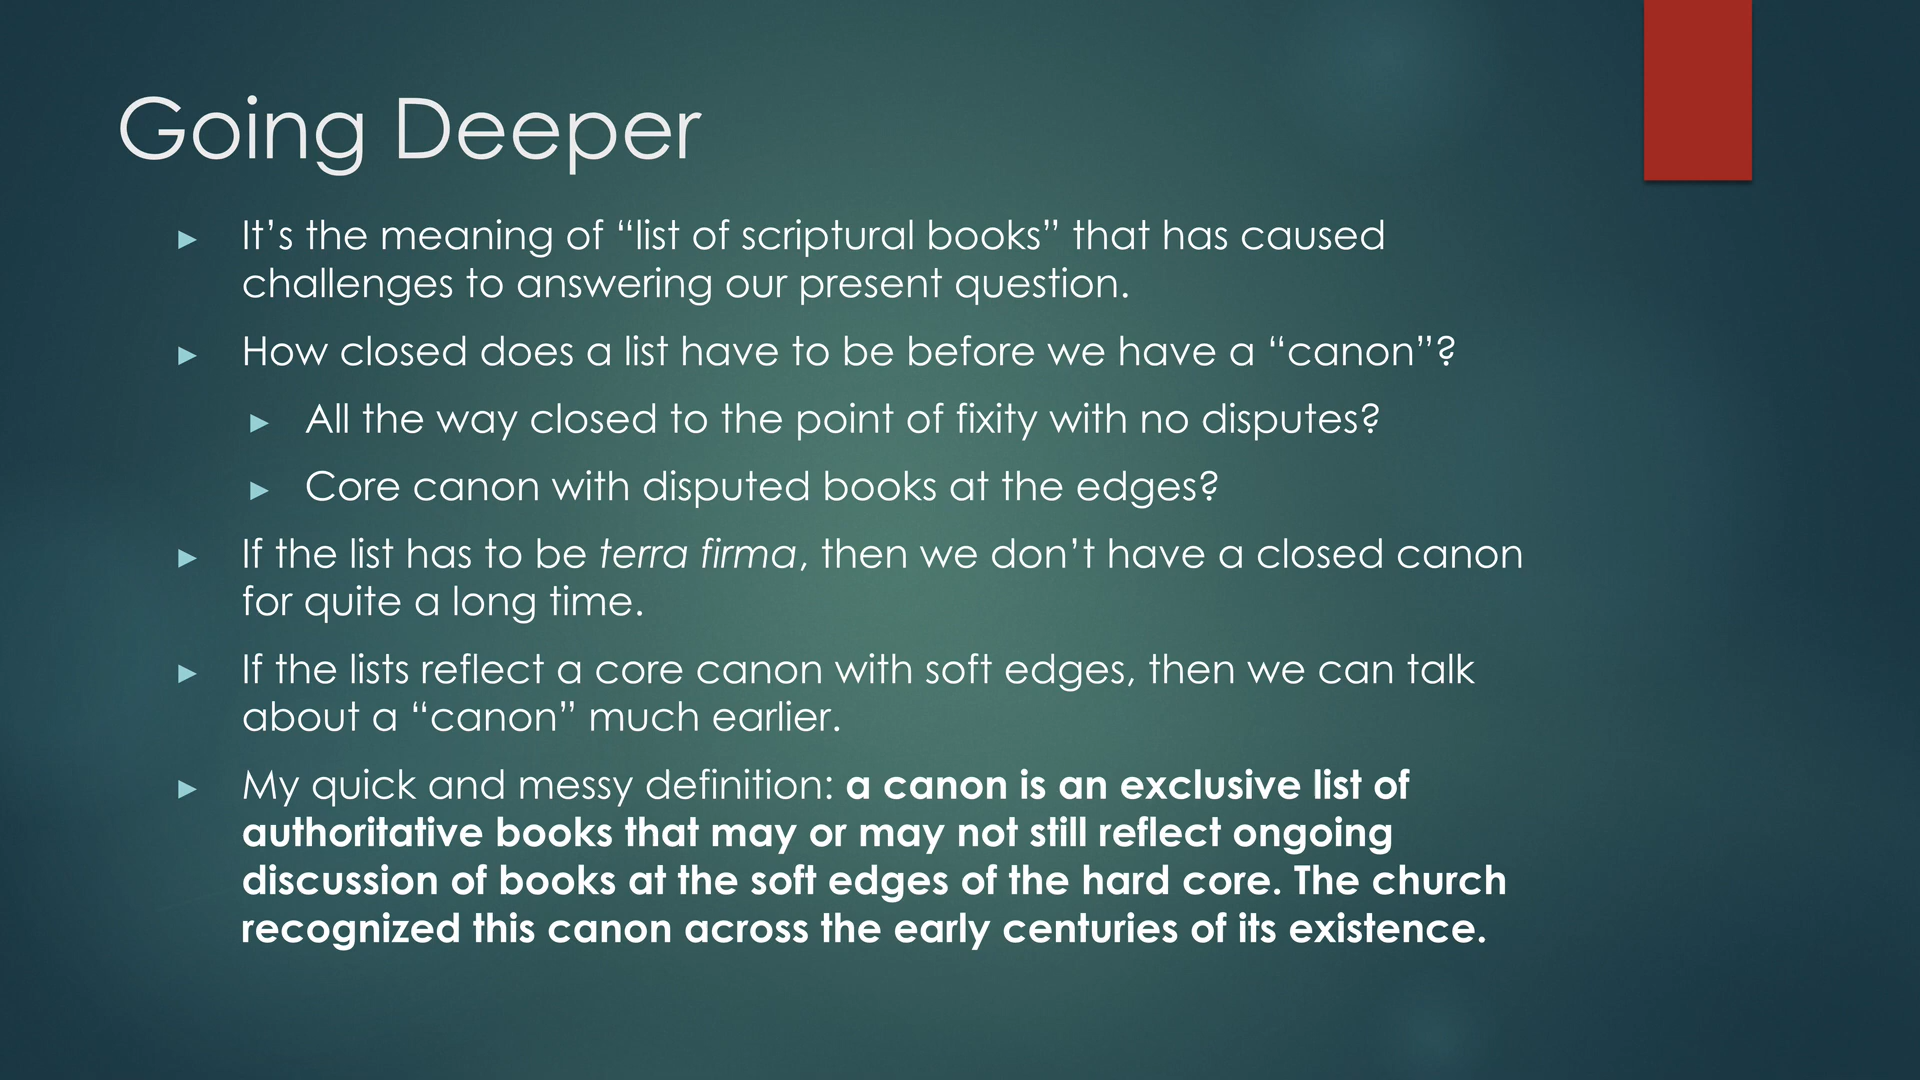 Going Deeper
► It’s the meaning of “list of scriptural books” that has caused
challenges to answering our present question.
► How closed does a list have to be before we have a “canon”?
► All the way closed to the point of fixity with no disputes?
► Core canon with disputed books at the edges?
► If the list has to be terra firma, then we don’t have a closed canon
for quite a long time.
► If the lists reflect a core canon with soft edges, then we can talk
about a “canon” much earlier.
► My quick and messy definition: a canon is an exclusive list of
authoritative books that may or may not still reflect ongoing
discussion of books at the soft edges of the hard core. The church
recognized this canon across the early centuries of its existence.